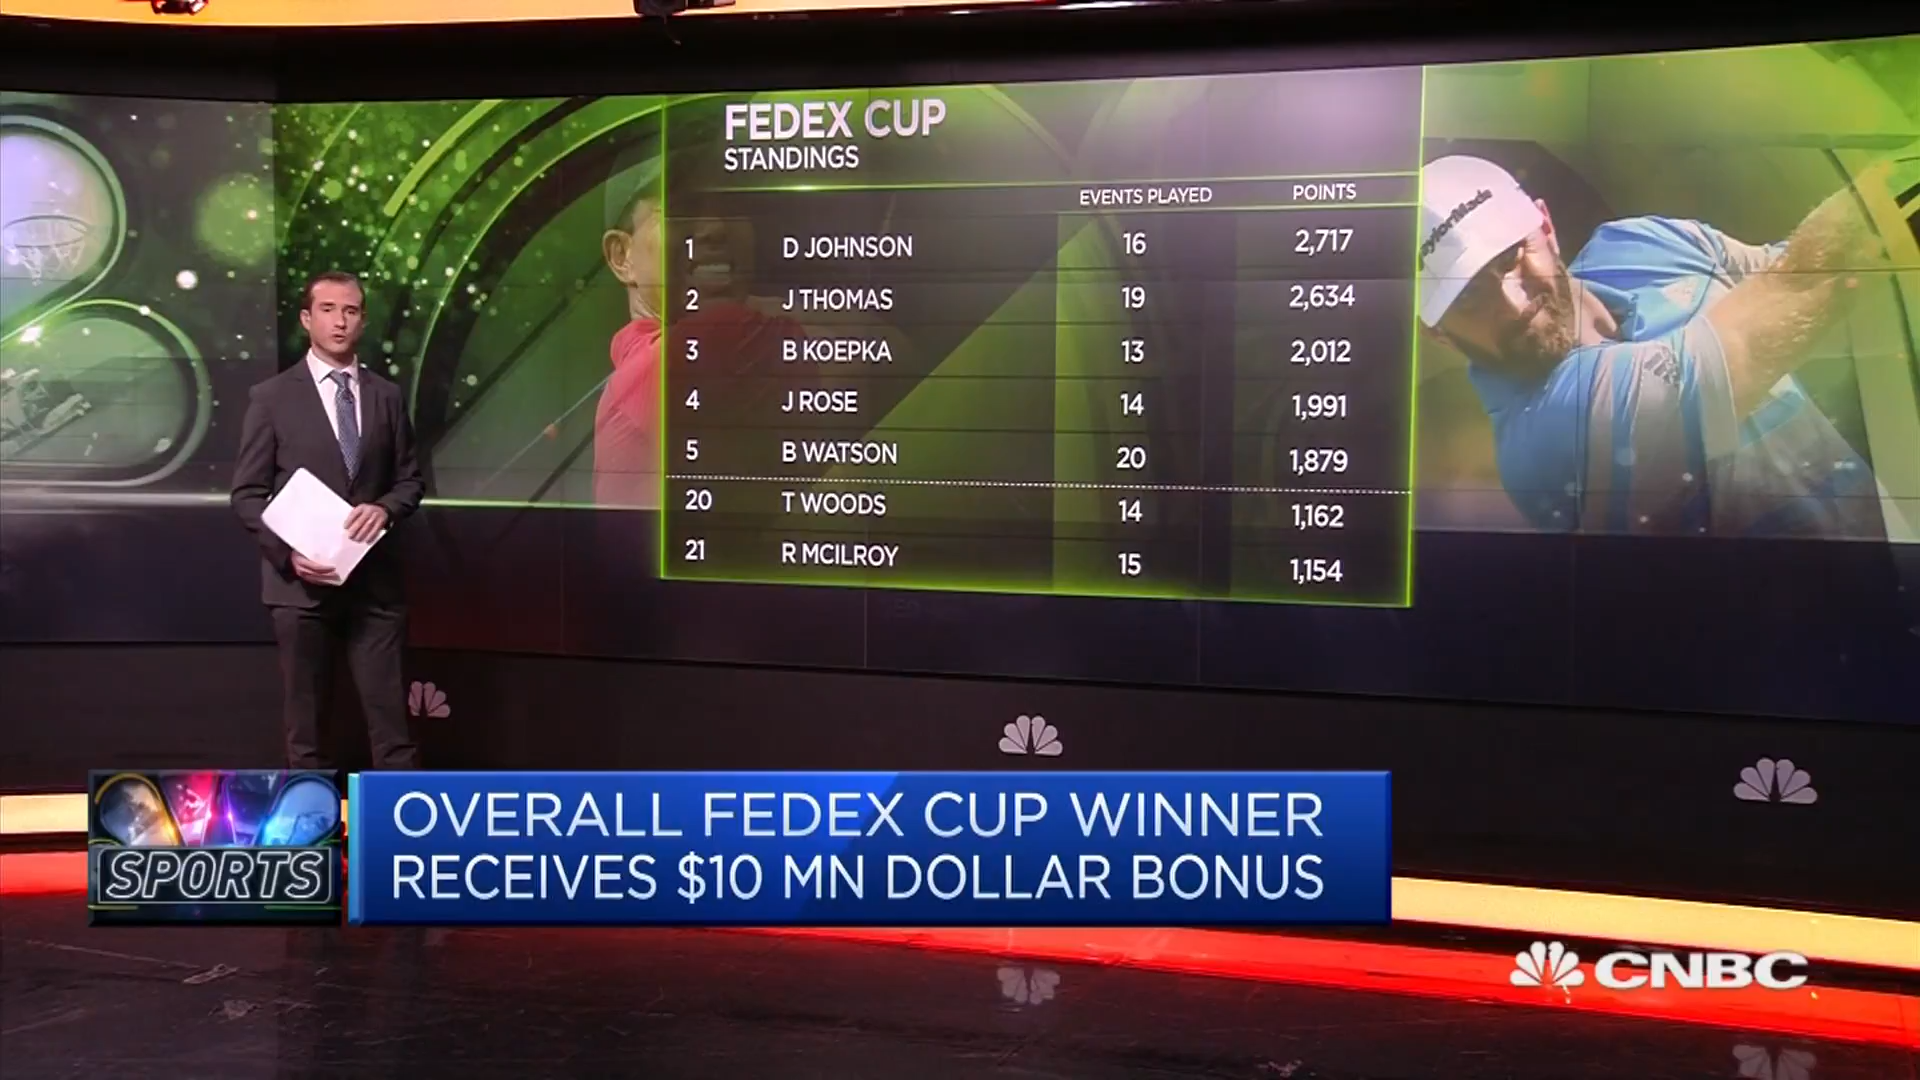 FEDEX CUP
STANDINGS
EVENTS PLAYED POINTS
1 D JOHNSON 16 2,717
2 J THOMAS 19 2,634
3 B KOEPKA 13 2,012
4 J ROSE 14 1,991
5 B WATSON 20 1,879
20 T WOODS 14 1,162
21 R MCILROY 15 1,154
TaylorMade
OVERALL FEDEX CUP WINNER
RECEIVES $10 MN DOLLAR BONUS
SPORTS
CNBC